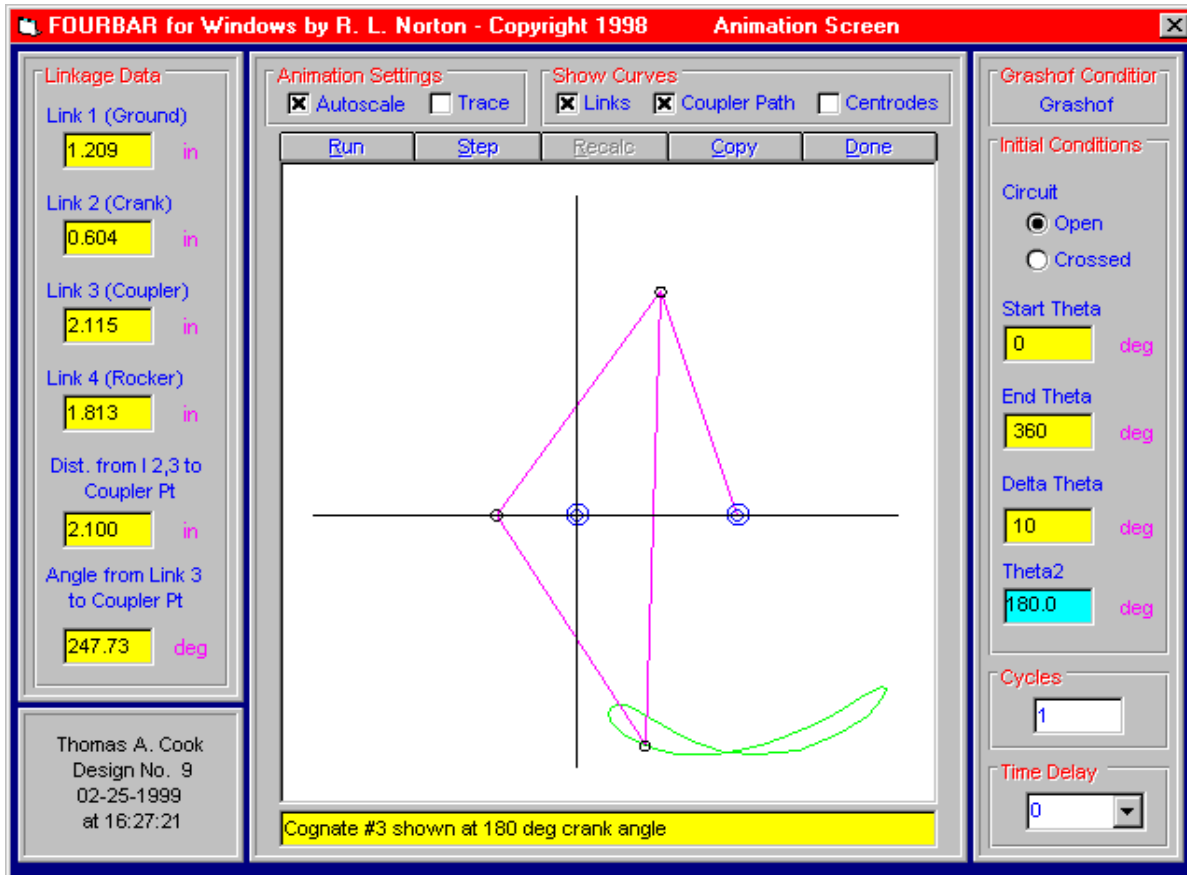 FOURBAR for Windows by R. L. Norton - Copyright 1998 Animation Screen
Linkage Data
Link 1 (Ground)
1.209 in
Link 2 (Crank)
0.604 in
Link 3 (Coupler)
2.115 in
Link 4 (Rocker)
1.813 in
Dist. from I 2,3 to
Coupler Pt
2.100 in
Angle from Link 3
to Coupler Pt
247.73 deg
Thomas A. Cook
Design No. 9
02-25-1999
at 16:27:21
Animation Settings
Autoscale Trace
Show Curves
Links Coupler Path Centrodes
Run Step Recalc Copy Done
Cognate #3 shown at 180 deg crank angle
Grashof Condition
Grashof
Initial Conditions
Circuit
Open
Crossed
Start Theta
0 deg
End Theta
360 deg
Delta Theta
10 deg
Theta2
180.0 deg
Cycles
1
Time Delay
0